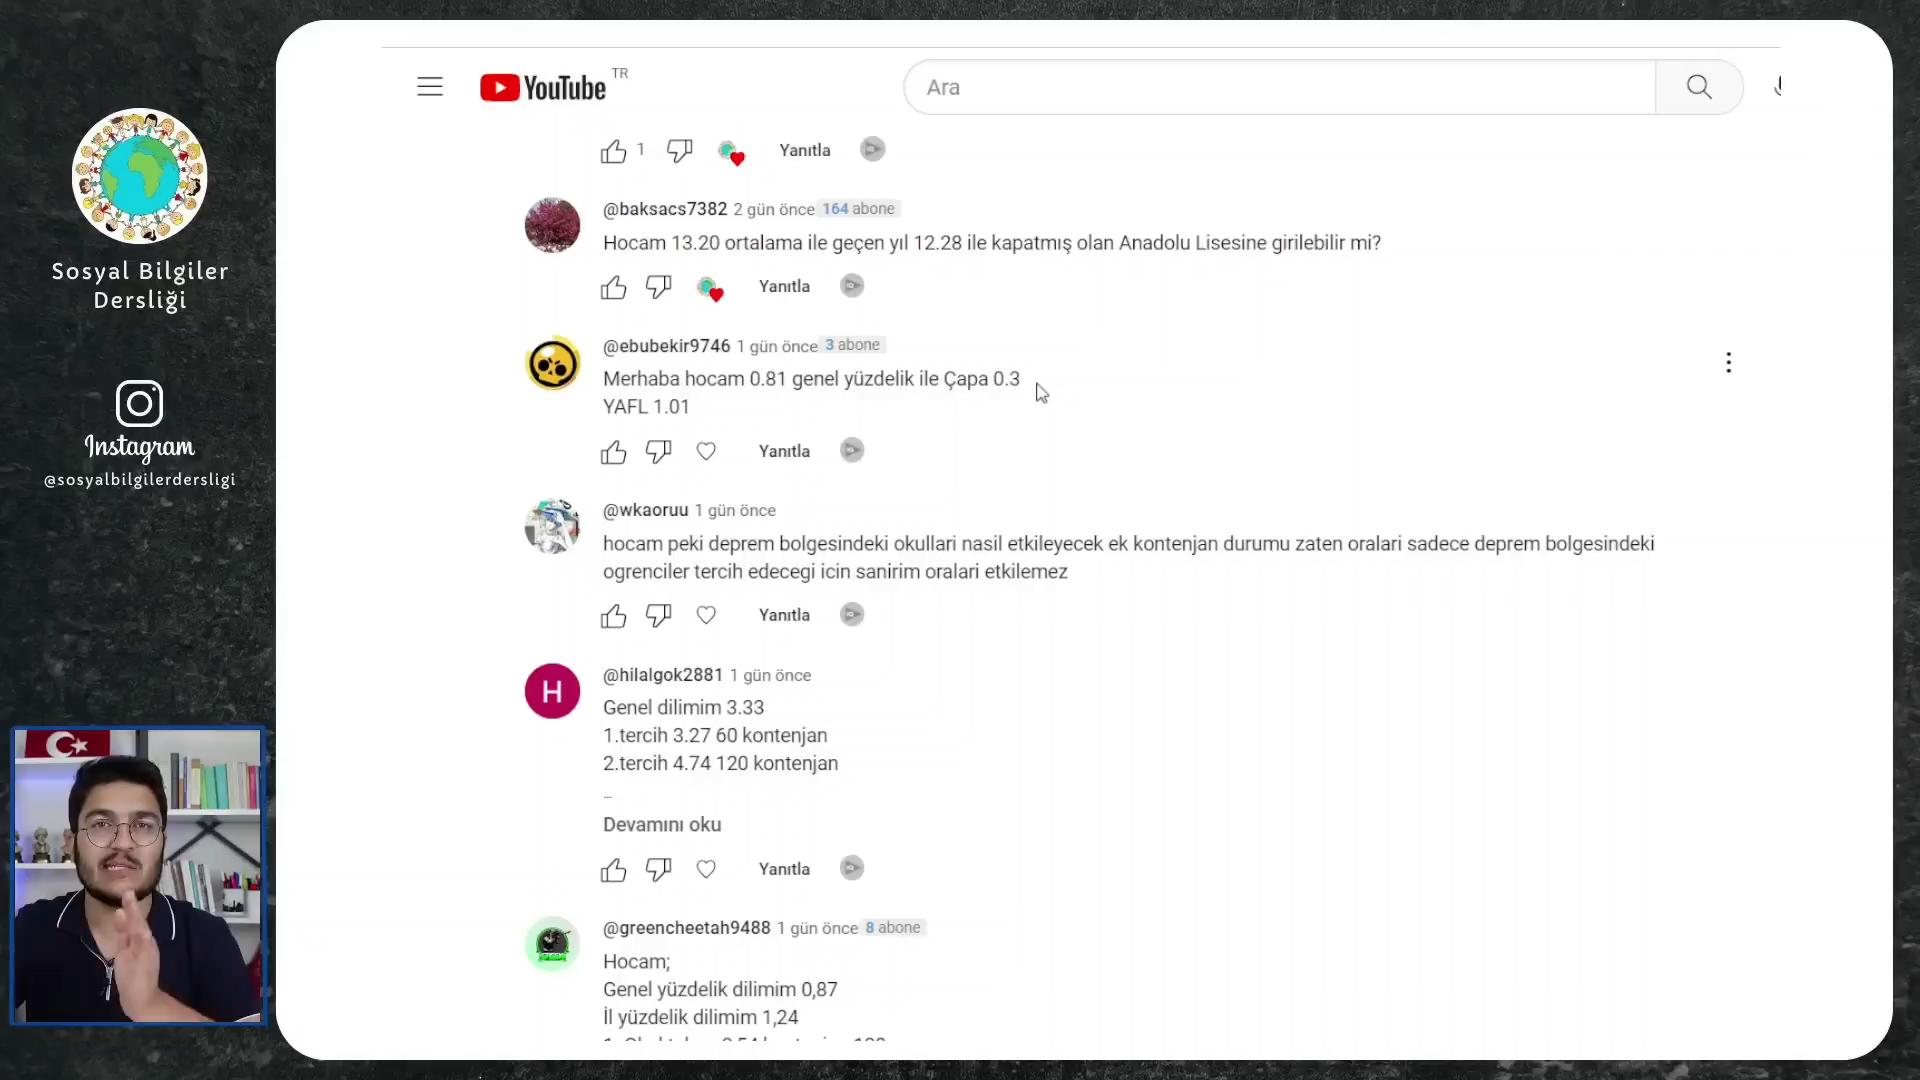 Sosyal Bilgiler
Dersliği
Instagram
@sosyalbilgilerdersligi
YouTube TR
Ara
1 Yanıtla
@baksacs7382 2 gün önce 164 abone
Hocam 13.20 ortalama ile geçen yıl 12.28 ile kapatmış olan Anadolu Lisesine girilebilir mi?
Yanıtla
@ebubekir9746 1 gün önce 3 abone
Merhaba hocam 0.81 genel yüzdelik ile Çapa 0.3
YAFL 1.01
Yanıtla
@wkaoruu 1 gün önce
hocam peki deprem bolgesindeki okullari nasil etkileyecek ek kontenjan durumu zaten oralari sadece deprem bolgesindeki
ogrenciler tercih edecegi icin sanirim oralari etkilemez
Yanıtla
H
@hilalgok2881 1 gün önce
Genel dilimim 3.33
1.tercih 3.27 60 kontenjan
2.tercih 4.74 120 kontenjan
...
Devamını oku
Yanıtla
@greencheetah9488 1 gün önce 8 abone
Hocam;
Genel yüzdelik dilimim 0,87
İl yüzdelik dilimim 1,24